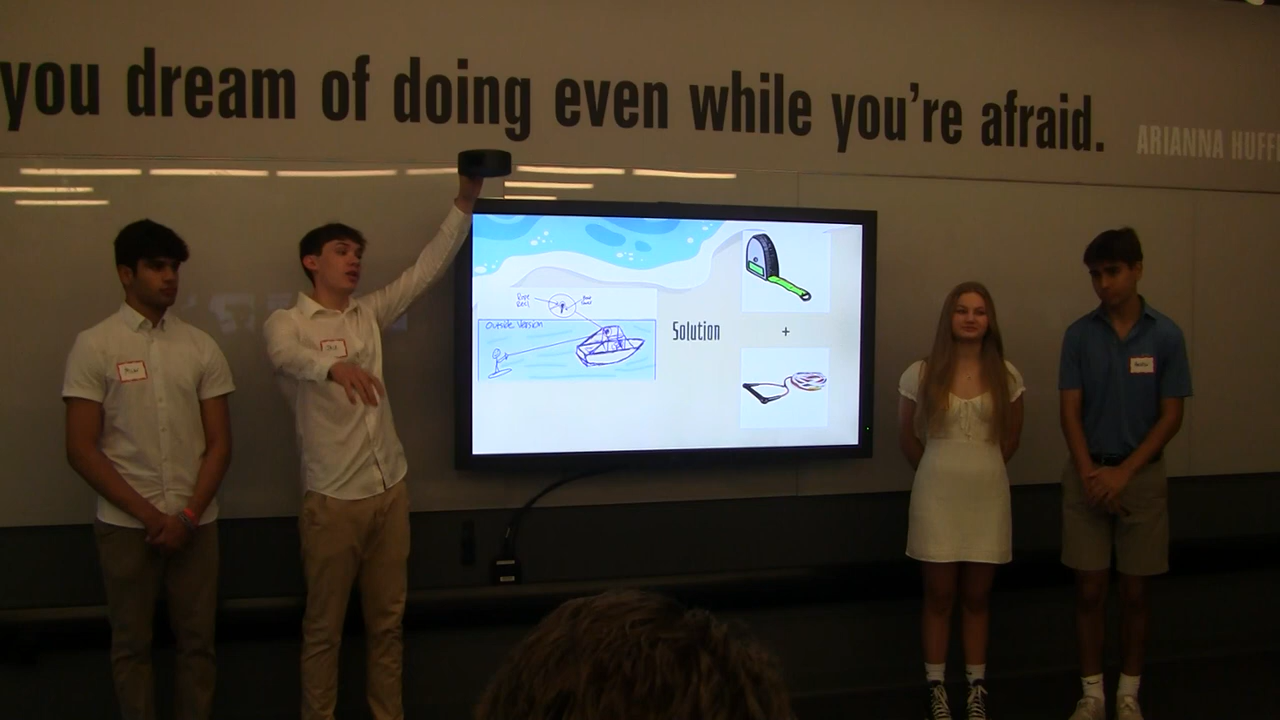 you dream of doing even while you're afraid.
ARIANNA HUFF
Rope
Reel
Outside Version
Solution
+